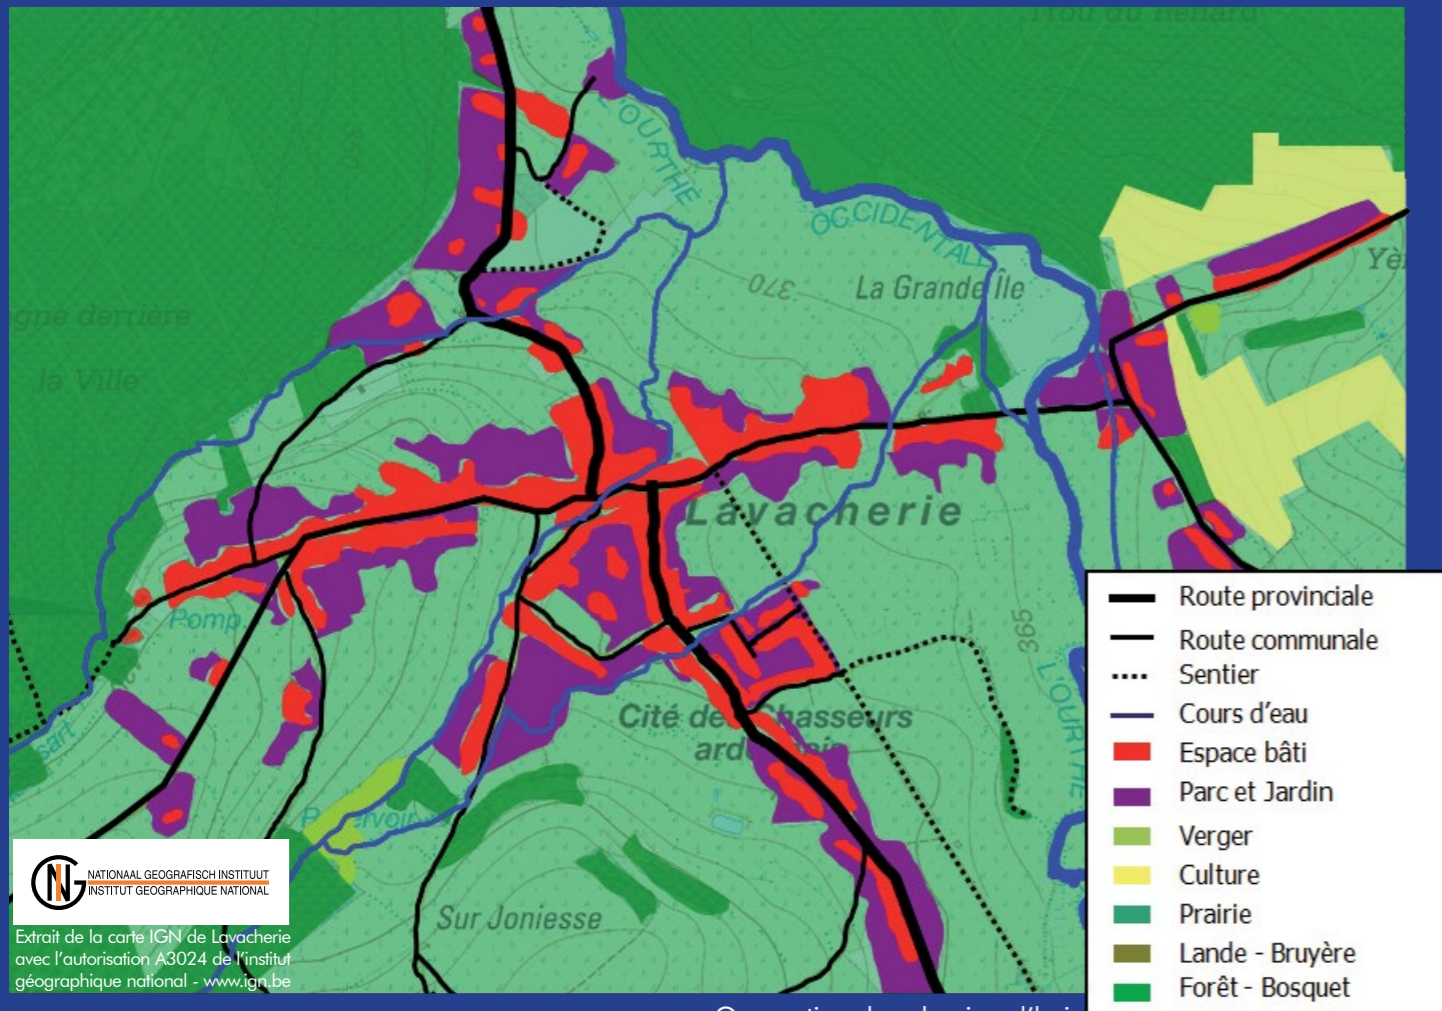 Trou du Renard
L'OURTHE
OCCIDENTALE
La Grande Île
370
gne derrière
la Ville
Lavacherie
Pomp.
365
Cité des Chasseurs
ardennais
L'OURTHE
sart
Réservoir
Sur Joniesse
NATIONAAL GEOGRAFISCH INSTITUUT
INSTITUT GEOGRAPHIQUE NATIONAL
Extrait de la carte IGN de Lavacherie
avec l'autorisation A3024 de l'institut
géographique national - www.ign.be
Route provinciale
Route communale
Sentier
Cours d'eau
Espace bâti
Parc et Jardin
Verger
Culture
Prairie
Lande - Bruyère
Forêt - Bosquet